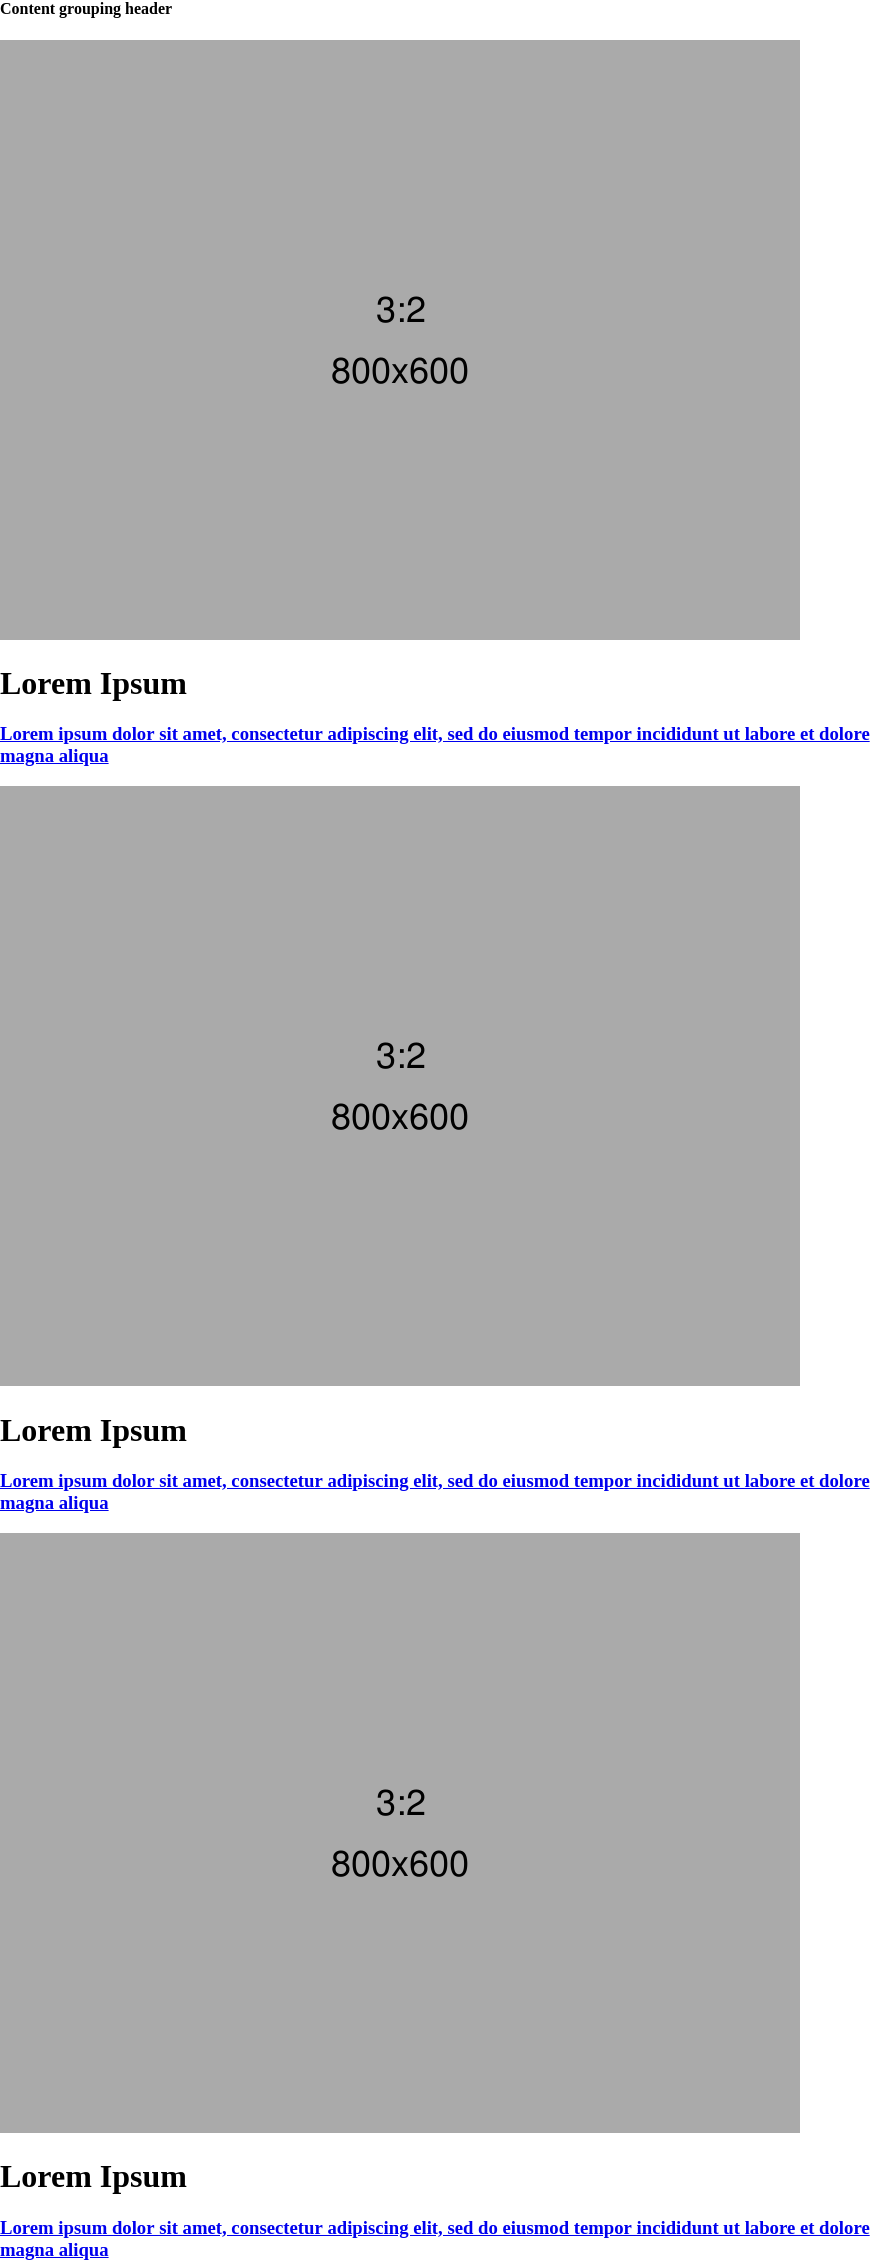 Content grouping header
3:2
800x600
Lorem Ipsum
Lorem ipsum dolor sit amet, consectetur adipiscing elit, sed do eiusmod tempor incididunt ut labore et dolore
magna aliqua
3:2
800x600
Lorem Ipsum
Lorem ipsum dolor sit amet, consectetur adipiscing elit, sed do eiusmod tempor incididunt ut labore et dolore
magna aliqua
3:2
800x600
Lorem Ipsum
Lorem ipsum dolor sit amet, consectetur adipiscing elit, sed do eiusmod tempor incididunt ut labore et dolore
magna aliqua